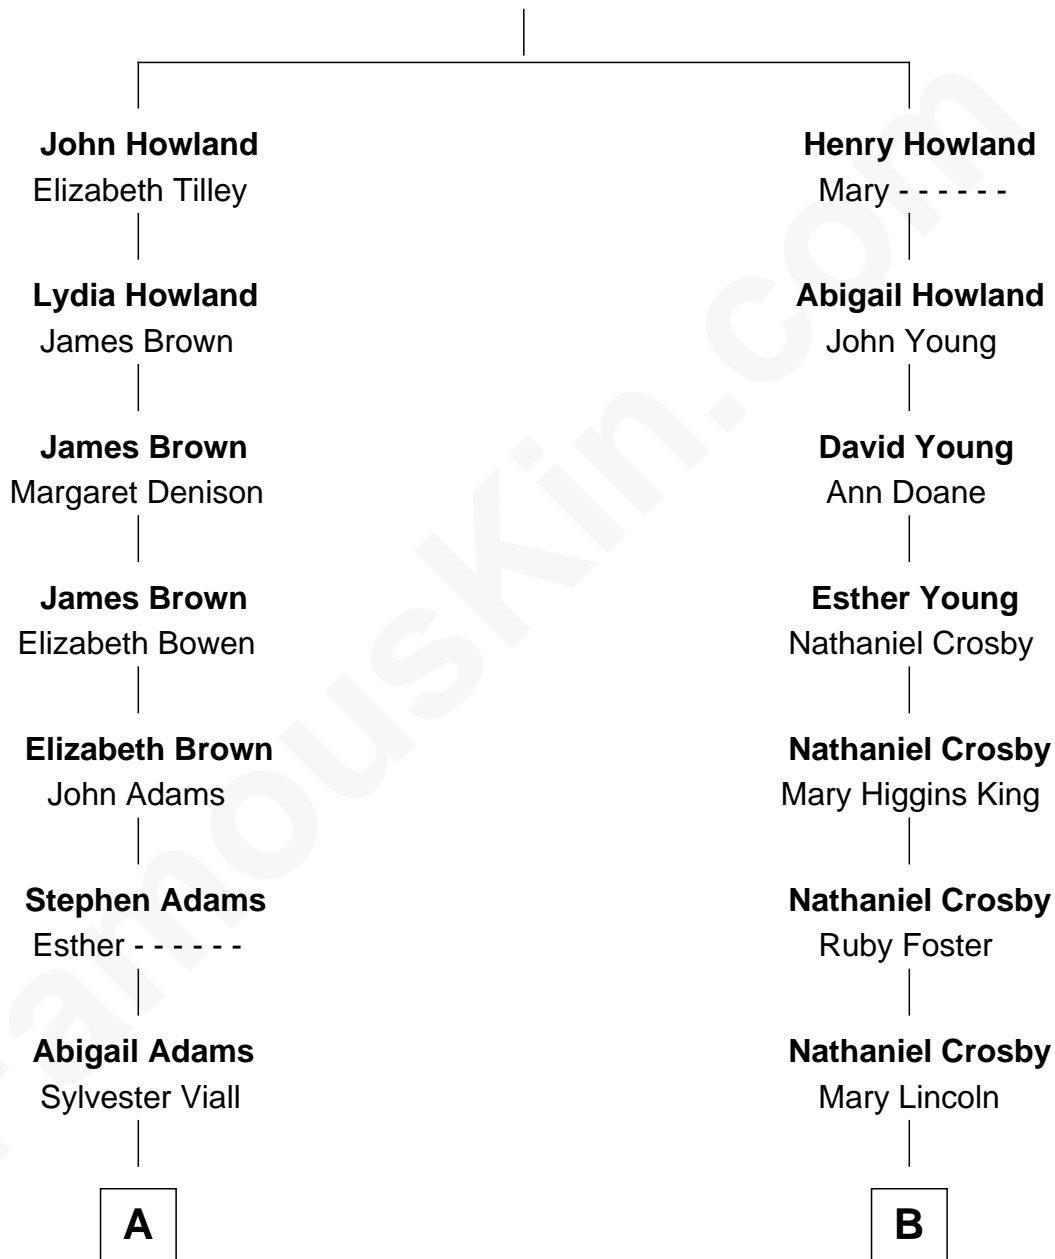 John Howland
Elizabeth Tilley
Lydia Howland
James Brown
James Brown
Margaret Denison
James Brown
Elizabeth Bowen
Elizabeth Brown
John Adams
Stephen Adams
Esther - - - - - -
Abigail Adams
Sylvester Viall
A
Henry Howland
Mary - - - - - -
Abigail Howland
John Young
David Young
Ann Doane
Esther Young
Nathaniel Crosby
Nathaniel Crosby
Mary Higgins King
Nathaniel Crosby
Ruby Foster
Nathaniel Crosby
Mary Lincoln
B
FamousKin.com